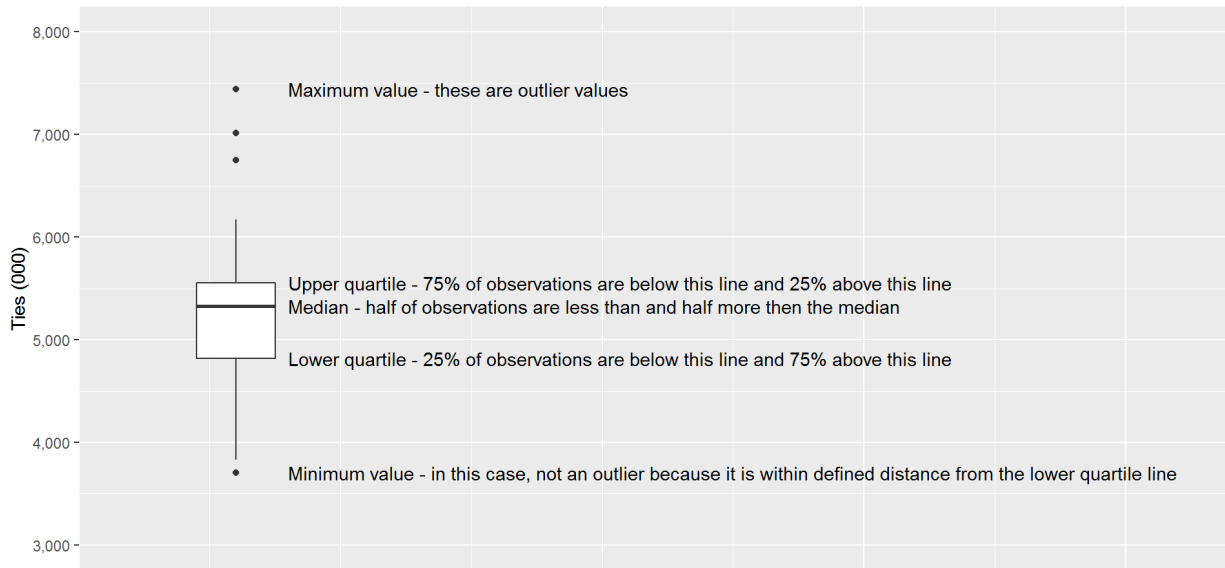 8,000
Maximum value - these are outlier values
7,000
6,000
Ties (000)
Upper quartile - 75% of observations are below this line and 25% above this line
Median - half of observations are less than and half more then the median
5,000
Lower quartile - 25% of observations are below this line and 75% above this line
4,000
Minimum value - in this case, not an outlier because it is within defined distance from the lower quartile line
3,000